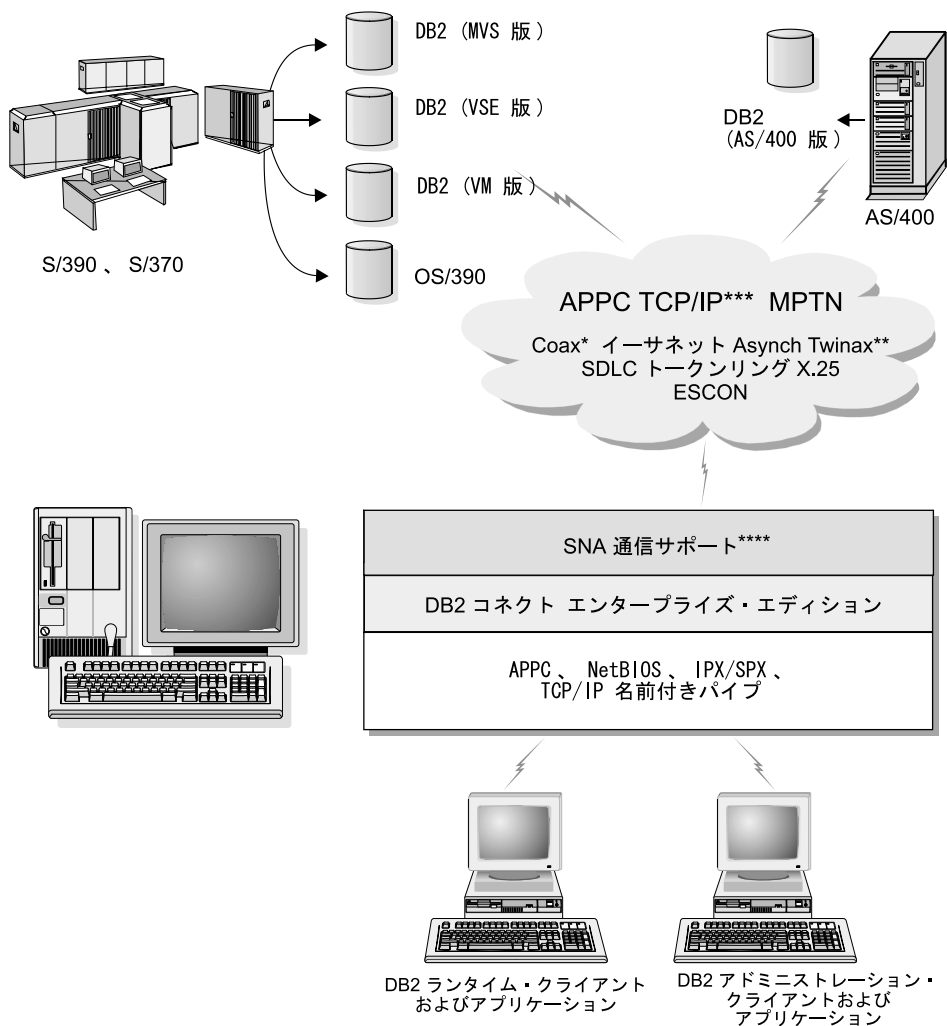 DB2 (MVS 版)
DB2 (VSE 版)
DB2 (VM 版)
OS/390
S/390 、 S/370
DB2
(AS/400 版)
AS/400
APPC TCP/IP*** MPTN
Coax* イーサネット Asynch Twinax**
SDLC トークンリング X.25
ESCON
SNA 通信サポート****
DB2 コネクト エンタープライズ・エディション
APPC 、 NetBIOS 、 IPX/SPX 、
TCP/IP 名前付きパイプ
DB2 ランタイム・クライアント
およびアプリケーション
DB2 アドミニストレーション・
クライアントおよび
アプリケーション